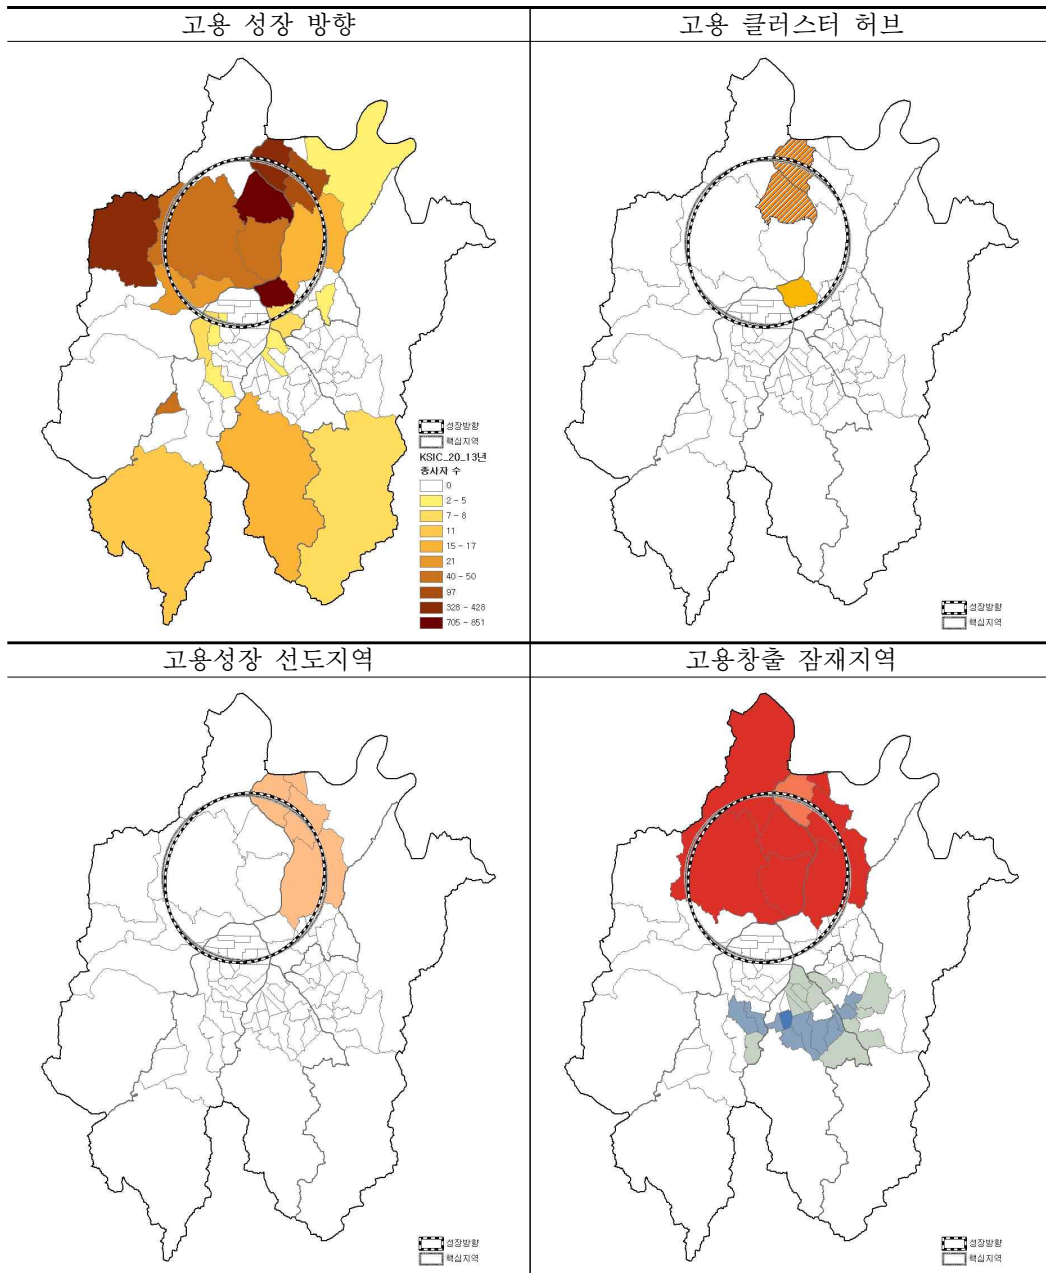 고용 성장 방향
고용 클러스터 허브
성장방향
핵심지역
KSIC_20_13년
종사자 수
0
2 - 5
7 - 8
11
15 - 17
21
40 - 50
97
328 - 428
705 - 851
성장방향
핵심지역
고용성장 선도지역
고용창출 잠재지역
성장방향
핵심지역
성장방향
핵심지역